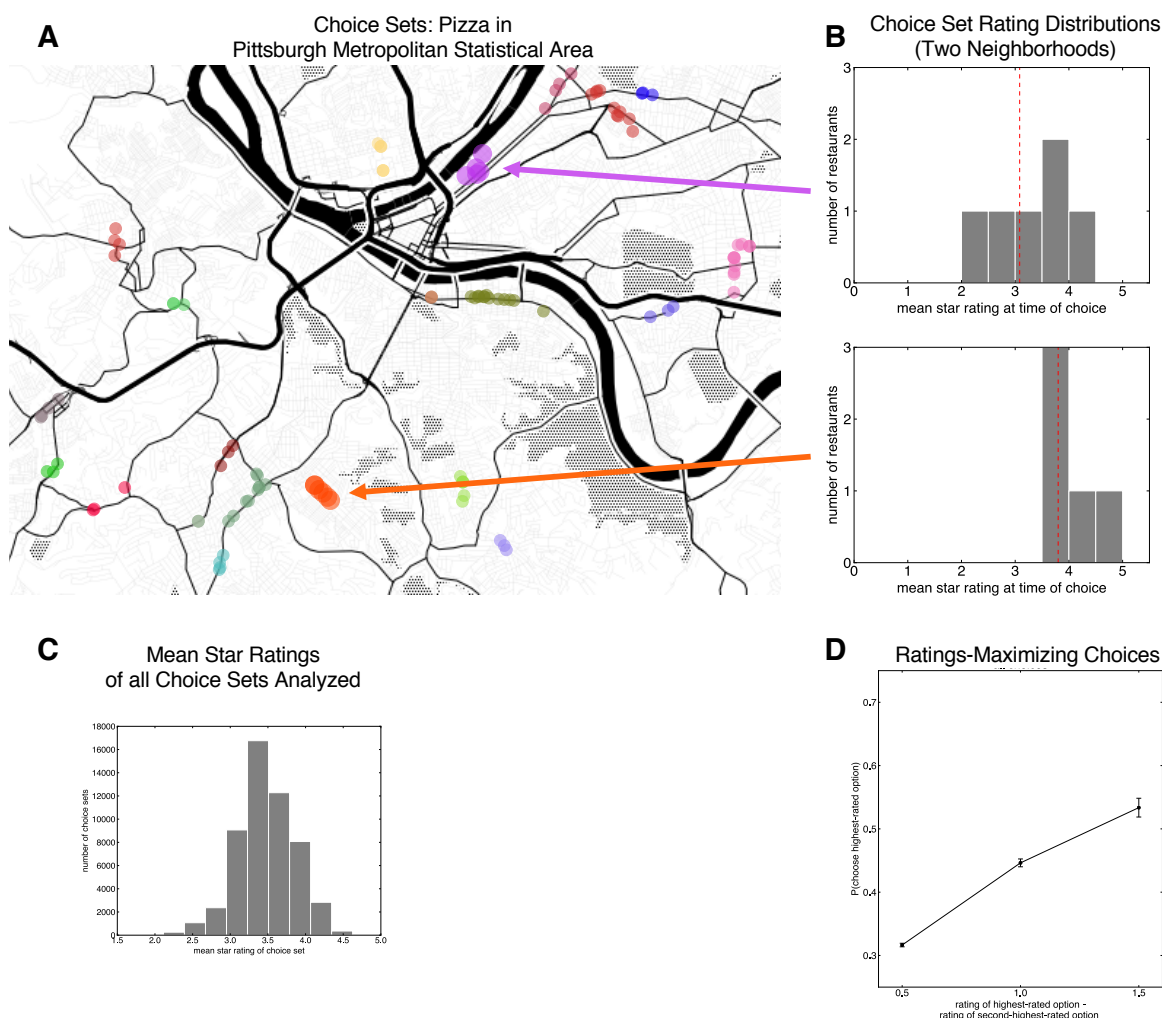 A
Choice Sets: Pizza in
Pittsburgh Metropolitan Statistical Area
B
Choice Set Rating Distributions
(Two Neighborhoods)
3
2
1
0
number of restaurants
0 1 2 3 4 5
mean star rating at time of choice
3
2
1
0
number of restaurants
0 1 2 3 4 5
mean star rating at time of choice
C
Mean Star Ratings
of all Choice Sets Analyzed
18000
16000
14000
12000
10000
8000
6000
4000
2000
0
number of choice sets
1.5 2.0 2.5 3.0 3.5 4.0 4.5 5.0
mean star rating of choice set
D
Ratings-Maximizing Choices
0.7
0.6
0.5
0.4
0.3
P(choose highest-rated option)
0.5 1.0 1.5
rating of highest-rated option -
rating of second-highest-rated option